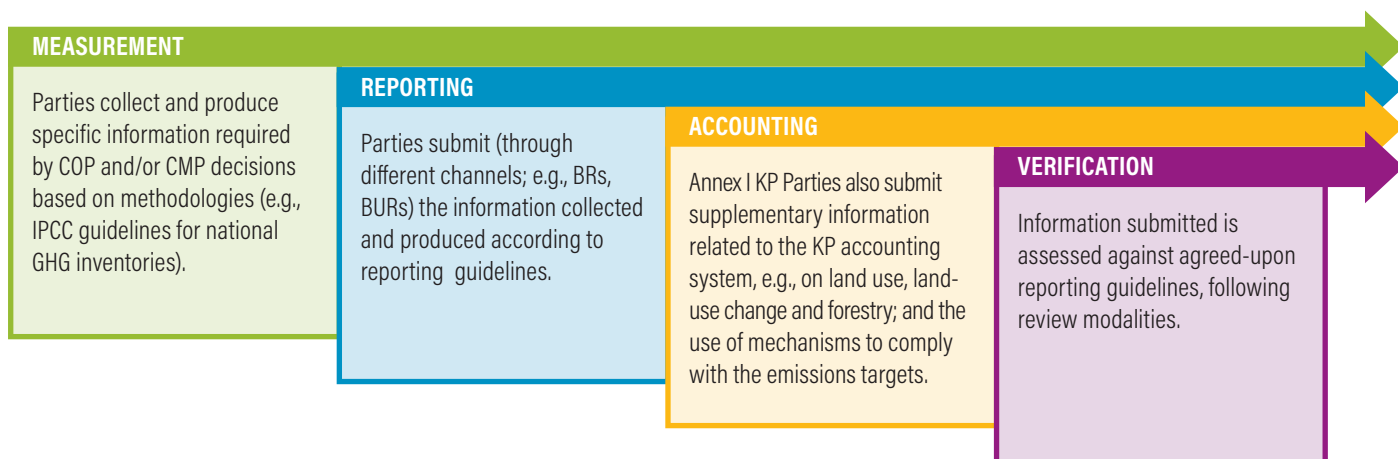 MEASUREMENT
Parties collect and produce
specific information required
by COP and/or CMP decisions
based on methodologies (e.g.,
IPCC guidelines for national
GHG inventories).
REPORTING
Parties submit (through
different channels; e.g., BRs,
BURs) the information collected
and produced according to
reporting guidelines.
ACCOUNTING
Annex I KP Parties also submit
supplementary information
related to the KP accounting
system, e.g., on land use, land-
use change and forestry; and the
use of mechanisms to comply
with the emissions targets.
VERIFICATION
Information submitted is
assessed against agreed-upon
reporting guidelines, following
review modalities.